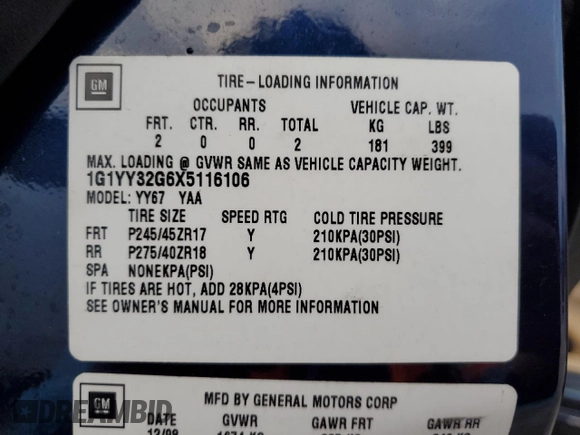 GM
TIRE-LOADING INFORMATION
OCCUPANTS VEHICLE CAP. WT.
FRT. CTR. RR. TOTAL KG LBS
2 0 0 2 181 399
MAX. LOADING @ GVWR SAME AS VEHICLE CAPACITY WEIGHT.
1G1YY32G6X5116106
MODEL: YY67 YAA
TIRE SIZE SPEED RTG COLD TIRE PRESSURE
FRT P245/45ZR17 Y 210KPA(30PSI)
RR P275/40ZR18 Y 210KPA(30PSI)
SPA NONEKPA(PSI)
IF TIRES ARE HOT, ADD 28KPA(4PSI)
SEE OWNER'S MANUAL FOR MORE INFORMATION
GM
MFD BY GENERAL MOTORS CORP
DATE GVWR GAWR FRT GAWR RR
DREAMBID